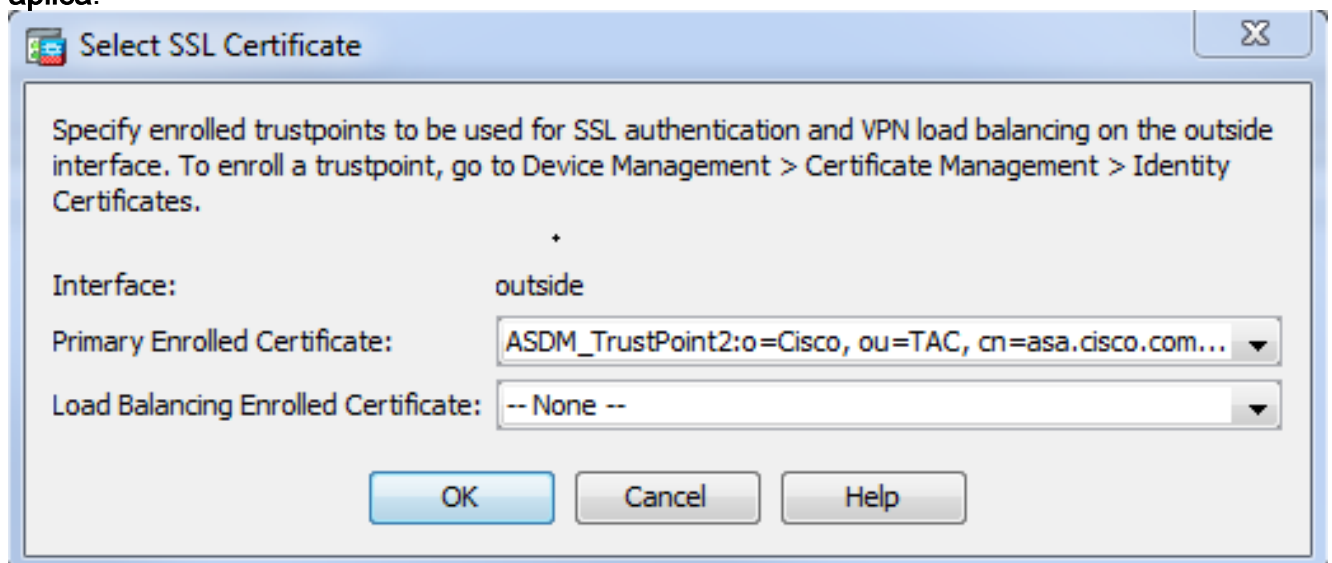 aplica.
Select SSL Certificate
Specify enrolled trustpoints to be used for SSL authentication and VPN load balancing on the outside
interface. To enroll a trustpoint, go to Device Management > Certificate Management > Identity
Certificates.
Interface: outside
Primary Enrolled Certificate: ASDM_TrustPoint2:o=Cisco, ou=TAC, cn=asa.cisco.com...
Load Balancing Enrolled Certificate: -- None --
OK Cancel Help